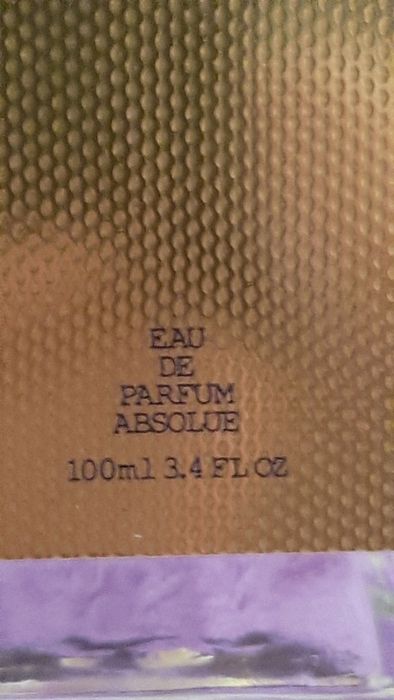 EAU
DE
PARFUM
ABSOLUE
100ml 3.4 FL OZ